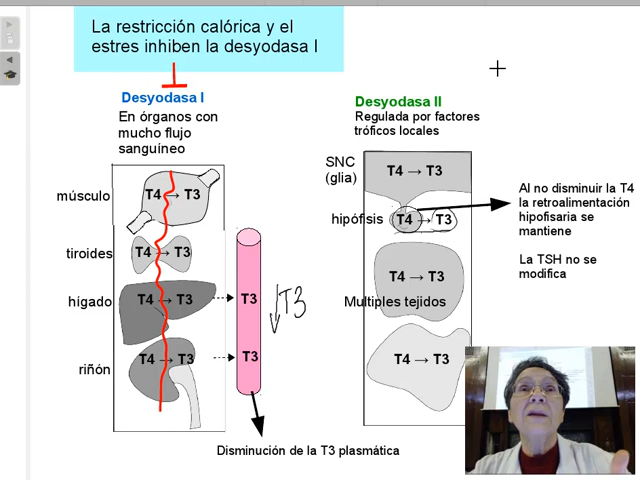 La restricción calórica y el
estres inhiben la desyodasa I
Desyodasa I
En órganos con
mucho flujo
sanguíneo
músculo
T4 → T3
tiroides
T4 → T3
hígado
T4 → T3
riñón
T4 → T3
T3
T3
↓T3
Disminución de la T3 plasmática
Desyodasa II
Regulada por factores
tróficos locales
SNC
(glia)
T4 → T3
hipófisis
T4 → T3
T4 → T3
Multiples tejidos
T4 → T3
Al no disminuir la T4
la retroalimentación
hipofisaria se
mantiene
La TSH no se
modifica